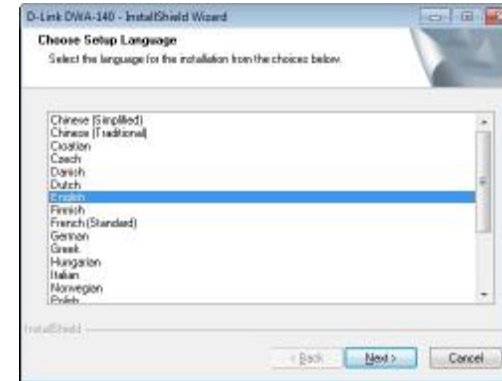 D-Link DWA-140 - InstallShield Wizard
Choose Setup Language
Select the language for the installation from the choices below.
Chinese (Simplified)
Chinese (Traditional)
Croatian
Czech
Danish
Dutch
English
Finnish
French (Standard)
German
Greek
Hungarian
Italian
Norwegian
Polish
InstallShield
< Back
Next >
Cancel